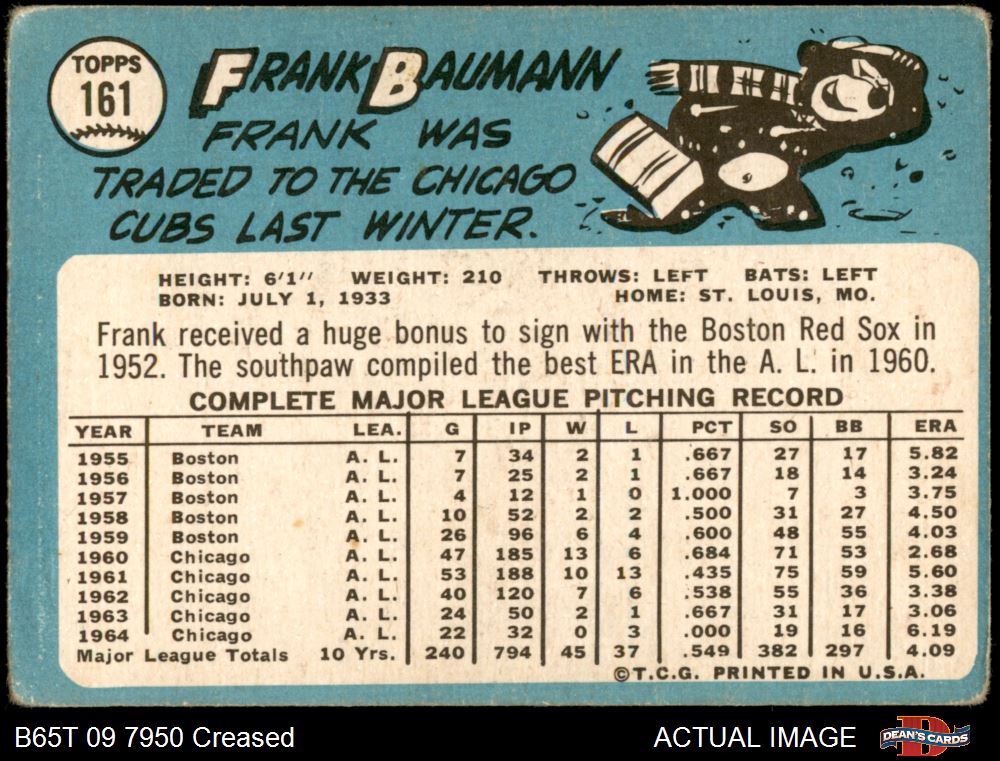 TOPPS
161
FRANK BAUMANN
FRANK WAS
TRADED TO THE CHICAGO
CUBS LAST WINTER.
HEIGHT: 6'1" WEIGHT: 210 THROWS: LEFT BATS: LEFT
BORN: JULY 1, 1933 HOME: ST. LOUIS, MO.
Frank received a huge bonus to sign with the Boston Red Sox in
1952. The southpaw compiled the best ERA in the A. L. in 1960.
COMPLETE MAJOR LEAGUE PITCHING RECORD
YEAR TEAM LEA. G IP W L PCT SO BB ERA
1955 Boston A. L. 7 34 2 1 .667 27 17 5.82
1956 Boston A. L. 7 25 2 1 .667 18 14 3.24
1957 Boston A. L. 4 12 1 0 1.000 7 3 3.75
1958 Boston A. L. 10 52 2 2 .500 31 27 4.50
1959 Boston A. L. 26 96 6 4 .600 48 55 4.03
1960 Chicago A. L. 47 185 13 6 .684 71 53 2.68
1961 Chicago A. L. 53 188 10 13 .435 75 59 5.60
1962 Chicago A. L. 40 120 7 6 .538 55 36 3.38
1963 Chicago A. L. 24 50 2 1 .667 31 17 3.06
1964 Chicago A. L. 22 32 0 3 .000 19 16 6.19
Major League Totals 10 Yrs. 240 794 45 37 .549 382 297 4.09
©T.C.G. PRINTED IN U.S.A.
B65T 09 7950 Creased ACTUAL IMAGE D DEAN'S CARDS